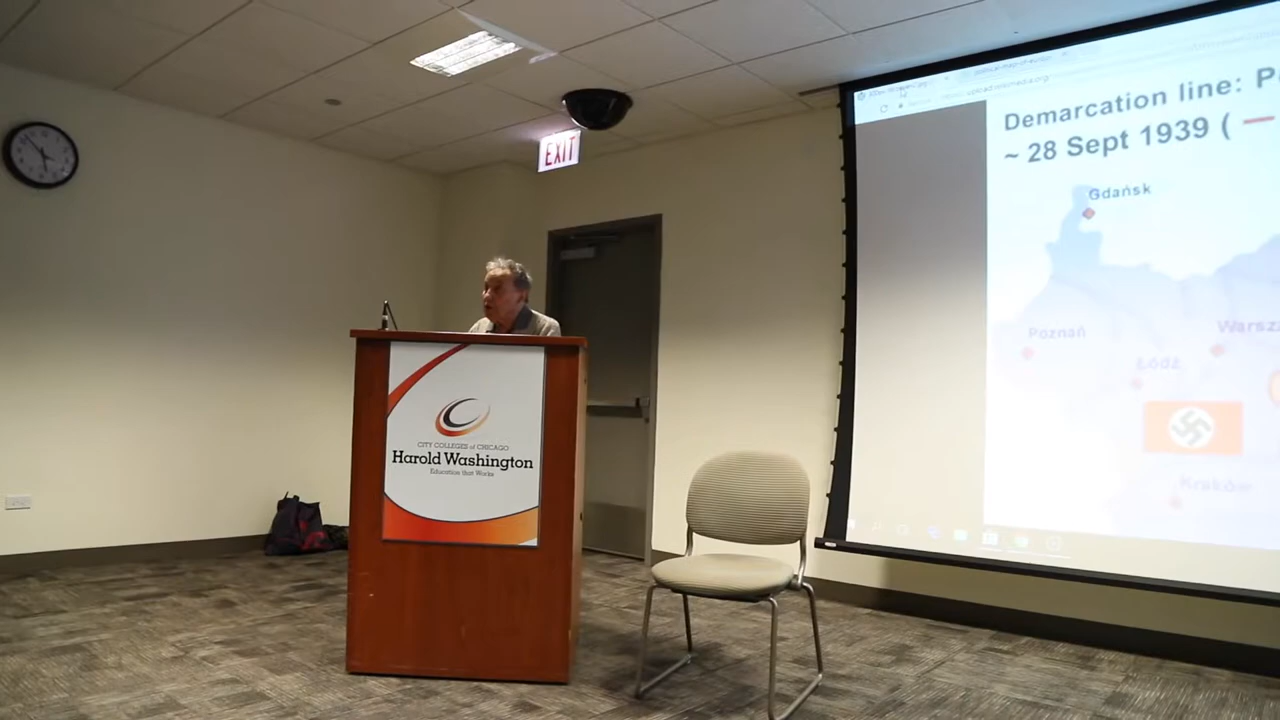 EXIT
CITY COLLEGES of CHICAGO
Harold Washington
Education that Works
Demarcation line: P
~ 28 Sept 1939 (
Gdańsk
Poznań
Warsz
Łódź
Kraków